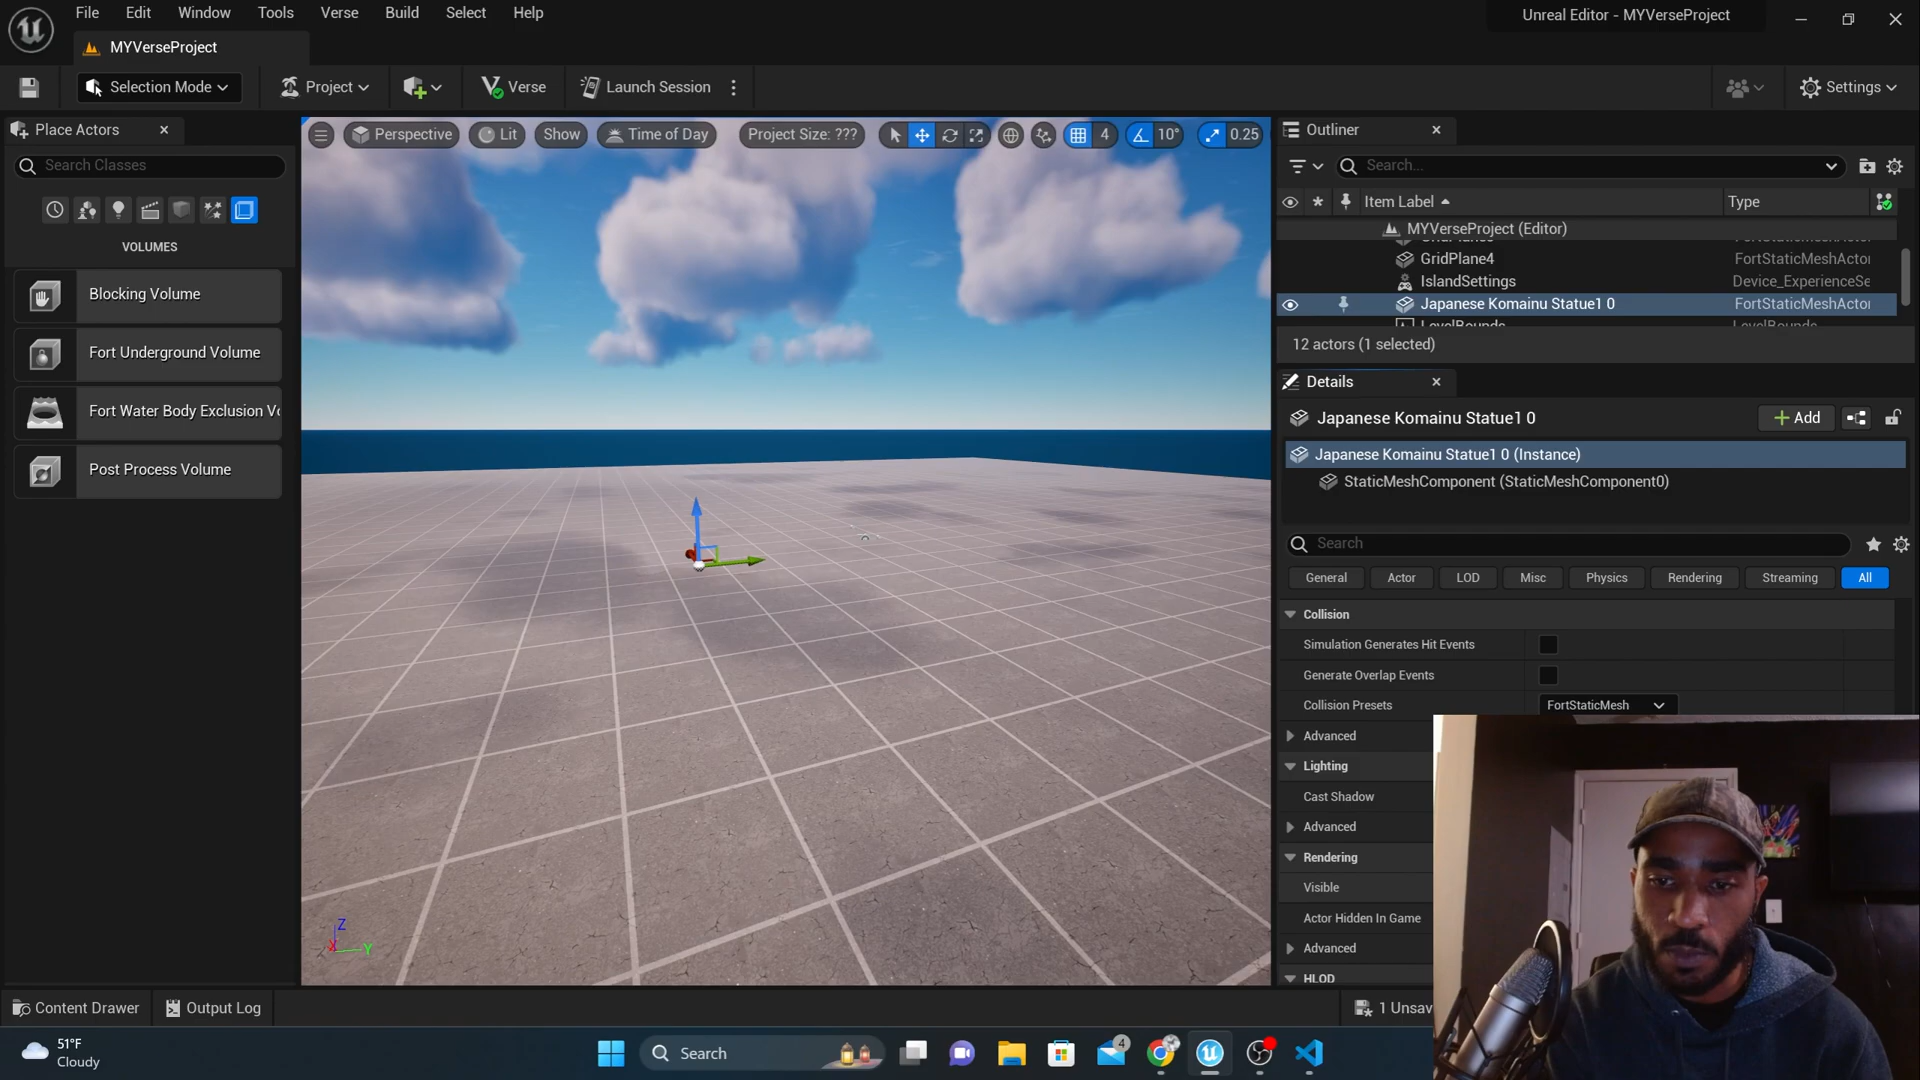 File Edit Window Tools Verse Build Select Help
Unreal Editor - MYVerseProject
MYVerseProject
Selection Mode Project Verse Launch Session Settings
Place Actors
Search Classes
VOLUMES
Blocking Volume
Fort Underground Volume
Fort Water Body Exclusion Vo
Post Process Volume
Perspective Lit Show Time of Day Project Size: ??? 4 10° 0.25
Z
X
Y
Outliner
Search...
Item Label Type
MYVerseProject (Editor)
GridPlane4 FortStaticMeshActor
IslandSettings Device_ExperienceSe
Japanese Komainu Statue1 0 FortStaticMeshActor
LevelBounds LevelBounds
12 actors (1 selected)
Details
Japanese Komainu Statue1 0 Add
Japanese Komainu Statue1 0 (Instance)
StaticMeshComponent (StaticMeshComponent0)
Search
General Actor LOD Misc Physics Rendering Streaming All
Collision
Simulation Generates Hit Events
Generate Overlap Events
Collision Presets FortStaticMesh
Advanced
Lighting
Cast Shadow
Advanced
Rendering
Visible
Actor Hidden In Game
Advanced
HLOD
Content Drawer Output Log 1 Unsav
51°F
Cloudy
Search
4